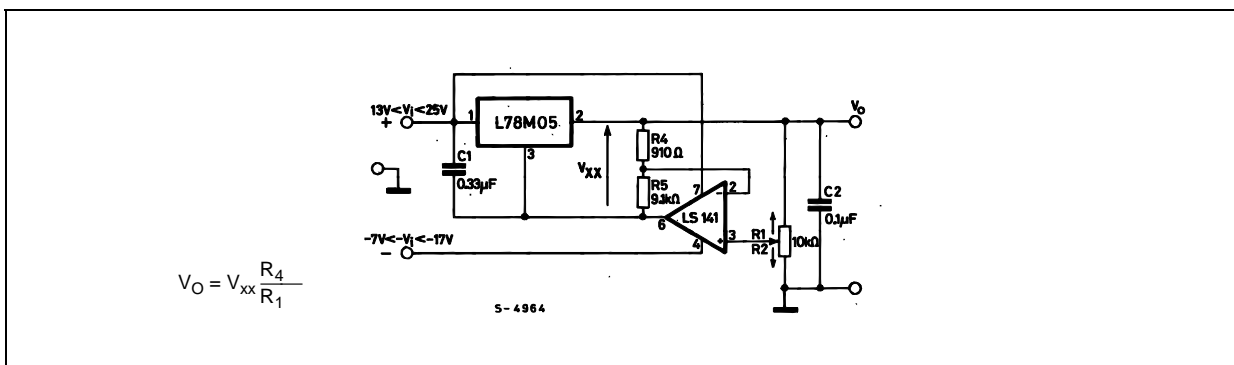 13V<Vi<25V
+
1
L78M05
2
3
C1
0.33µF
VXX
R4
910Ω
R5
9.1kΩ
7
2
-
LS 141
6
+
3
4
R1
R2
10kΩ
C2
0.1µF
VO
-7V<-Vi<-17V
-
VO = Vxx R4
R1
S-4964